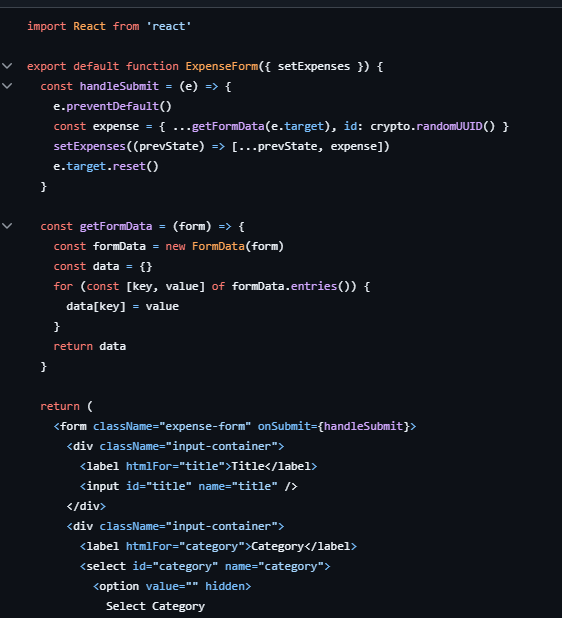 import React from 'react'
export default function ExpenseForm({ setExpenses }) {
const handleSubmit = (e) => {
e.preventDefault()
const expense = { ...getFormData(e.target), id: crypto.randomUUID() }
setExpenses((prevState) => [...prevState, expense])
e.target.reset()
}
const getFormData = (form) => {
const formData = new FormData(form)
const data = {}
for (const [key, value] of formData.entries()) {
data[key] = value
}
return data
}
return (
<form className="expense-form" onSubmit={handleSubmit}>
<div className="input-container">
<label htmlFor="title">Title</label>
<input id="title" name="title" />
</div>
<div className="input-container">
<label htmlFor="category">Category</label>
<select id="category" name="category">
<option value="" hidden>
Select Category